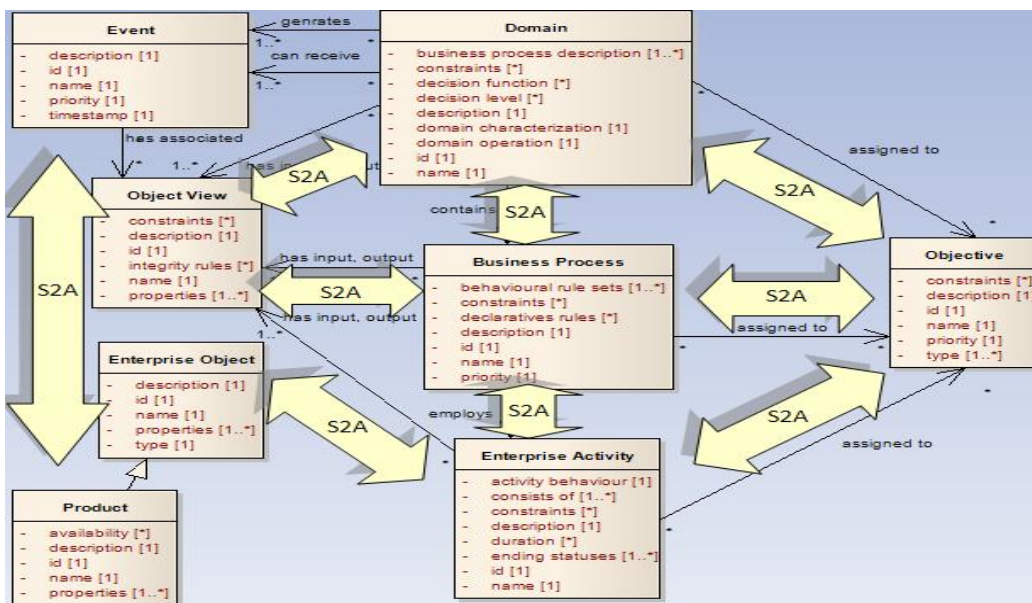 Event
- description [1]
- id [1]
- name [1]
- priority [1]
- timestamp [1]
genrates
1..*
*
can receive
1..*
*
Domain
- business process description [1..*]
- constraints [*]
- decision function [*]
- decision level [*]
- description [1]
- domain characterization [1]
- domain operation [1]
- id [1]
- name [1]
has associated
*
1..*
*
S2A
S2A
contains
S2A
S2A
*
assigned to
*
Object View
- constraints [*]
- description [1]
- id [1]
- integrity rules [*]
- name [1]
- properties [1..*]
has input, output
S2A
has input, output
1..*
Business Process
- behavioural rule sets [1..*]
- constraints [*]
- declaratives rules [*]
- description [1]
- id [1]
- name [1]
- priority [1]
S2A
assigned to
*
*
Objective
- constraints [*]
- description [1]
- id [1]
- name [1]
- priority [1]
- type [1..*]
*
Enterprise Object
- description [1]
- id [1]
- name [1]
- properties [1..*]
- type [1]
S2A
employs
S2A
S2A
assigned to
*
*
Enterprise Activity
- activity behaviour [1]
- consists of [1..*]
- constraints [*]
- description [1]
- duration [*]
- ending statuses [1..*]
- id [1]
- name [1]
*
Product
- availability [*]
- description [1]
- id [1]
- name [1]
- properties [1..*]